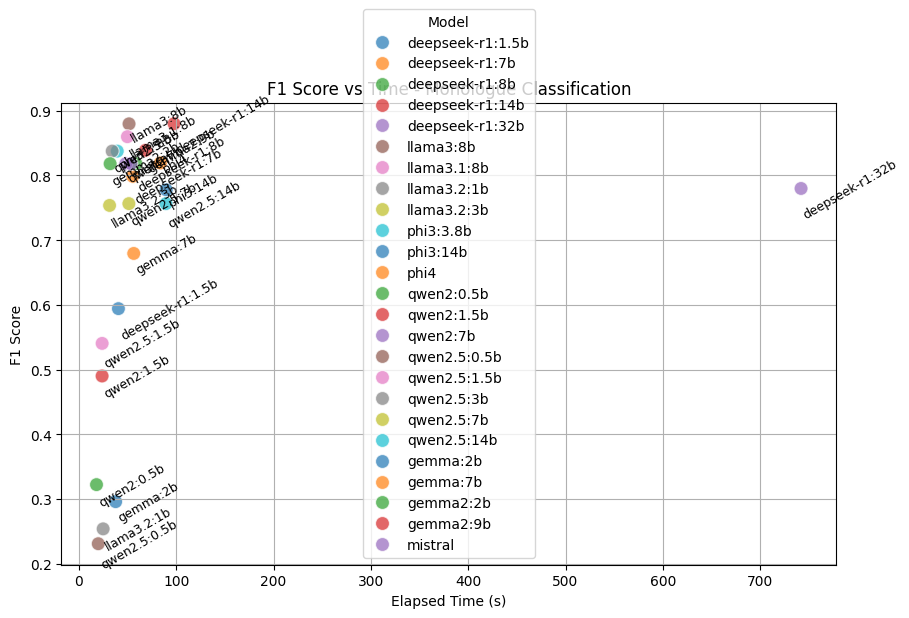 Model
deepseek-r1:1.5b
deepseek-r1:7b
deepseek-r1:8b
deepseek-r1:14b
deepseek-r1:32b
llama3:8b
llama3.1:8b
llama3.2:1b
llama3.2:3b
phi3:3.8b
phi3:14b
phi4
qwen2:0.5b
qwen2:1.5b
qwen2:7b
qwen2.5:0.5b
qwen2.5:1.5b
qwen2.5:3b
qwen2.5:7b
qwen2.5:14b
gemma:2b
gemma:7b
gemma2:2b
gemma2:9b
mistral
F1 Score vs Time - Monologue Classification
F1 Score
0.9
0.8
0.7
0.6
0.5
0.4
0.3
0.2
llama3:8b
deepseek-r1:14b
deepseek-r1:8b
deepseek-r1:7b
phi3:14b
qwen2.5:14b
deepseek-r1:32b
gemma:7b
deepseek-r1:1.5b
qwen2.5:1.5b
qwen2:1.5b
qwen2:0.5b
gemma:2b
llama3.2:1b
qwen2.5:0.5b
0
100
200
300
400
500
600
700
Elapsed Time (s)